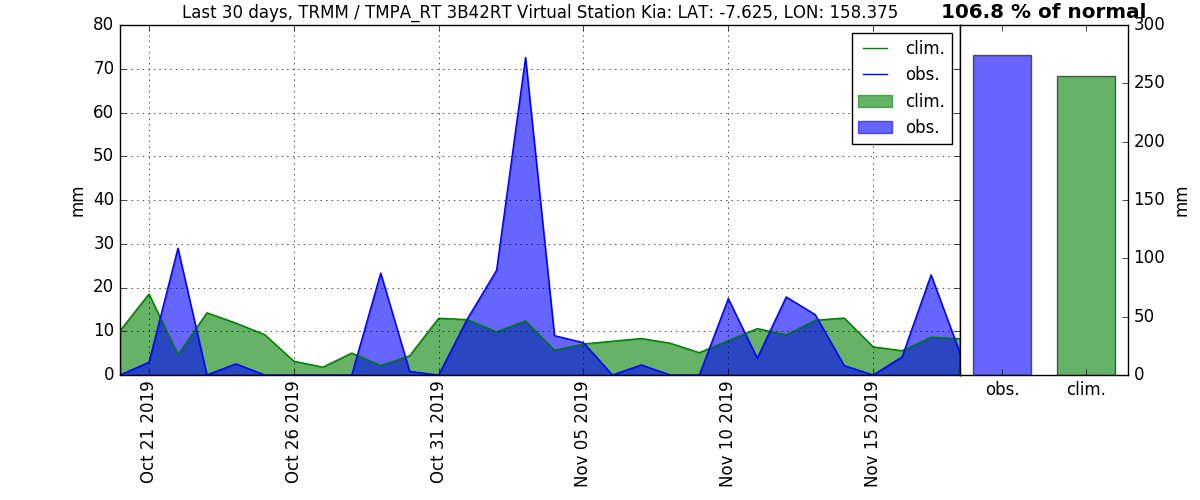 Last 30 days, TRMM / TMPA_RT 3B42RT Virtual Station Kia: LAT: -7.625, LON: 158.375
106.8 % of normal
80
70
60
50
40
30
20
10
0
mm
clim.
obs.
clim.
obs.
Oct 21 2019
Oct 26 2019
Oct 31 2019
Nov 05 2019
Nov 10 2019
Nov 15 2019
300
250
200
150
100
50
0
mm
obs.
clim.